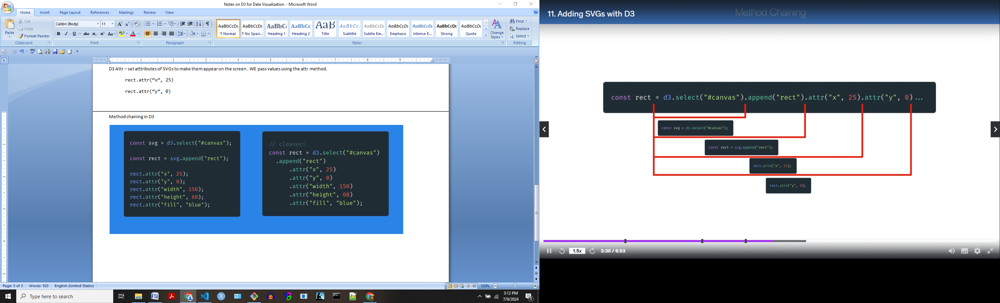 Notes on D3 for Data Visualization - Microsoft Word
Home Insert Page Layout References Mailings Review View
Paste
Cut
Copy
Format Painter
Clipboard
Calibri (Body) 11
Font
Paragraph
AaBbCcDc AaBbCcDc AaBbC AaBbCc AaB AaBbCc. AaBbCcDc AaBbCcDc AaBbCcDc AaBbCcDc AaBbCcDc
¶ Normal ¶ No Spaci... Heading 1 Heading 2 Title Subtitle Subtle Em... Emphasis Intense E... Strong Quote
Change Styles
Styles
Find
Replace
Select
Editing
D3 Attr – set atttributes of SVGs to make them appear on the screen . WE pass values using the attr method.
rect.attr(“x”, 25)
rect.attr(“y”, 0)
Method chaining in D3
const svg = d3.select("#canvas");
const rect = svg.append("rect");
rect.attr("x", 25);
rect.attr("y", 0);
rect.attr("width", 150);
rect.attr("height", 60);
rect.attr("fill", "blue");
// cleaner!
const rect = d3.select("#canvas")
.append("rect")
.attr("x", 25)
.attr("y", 0)
.attr("width", 150)
.attr("height", 60)
.attr("fill", "blue");
Page: 3 of 3 Words: 503 English (United States) 100%
Type here to search
3:12 PM
7/9/2024
11. Adding SVGs with D3
Method Chaining
const rect = d3.select("#canvas").append("rect").attr("x", 25).attr("y", 0)...
const svg = d3.select("#canvas");
const rect = svg.append("rect");
rect.attr("x", 25);
rect.attr("y", 0);
1.5x 3:30 / 6:53